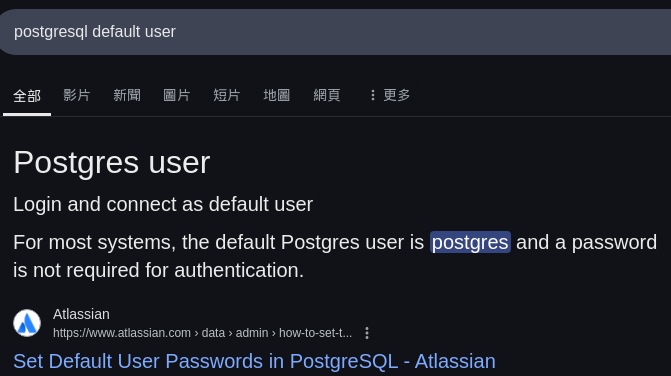 postgresql default user
全部 影片 新聞 圖片 短片 地圖 網頁 ⋮ 更多
Postgres user
Login and connect as default user
For most systems, the default Postgres user is postgres and a password
is not required for authentication.
Atlassian
https://www.atlassian.com › data › admin › how-to-set-t...
Set Default User Passwords in PostgreSQL - Atlassian